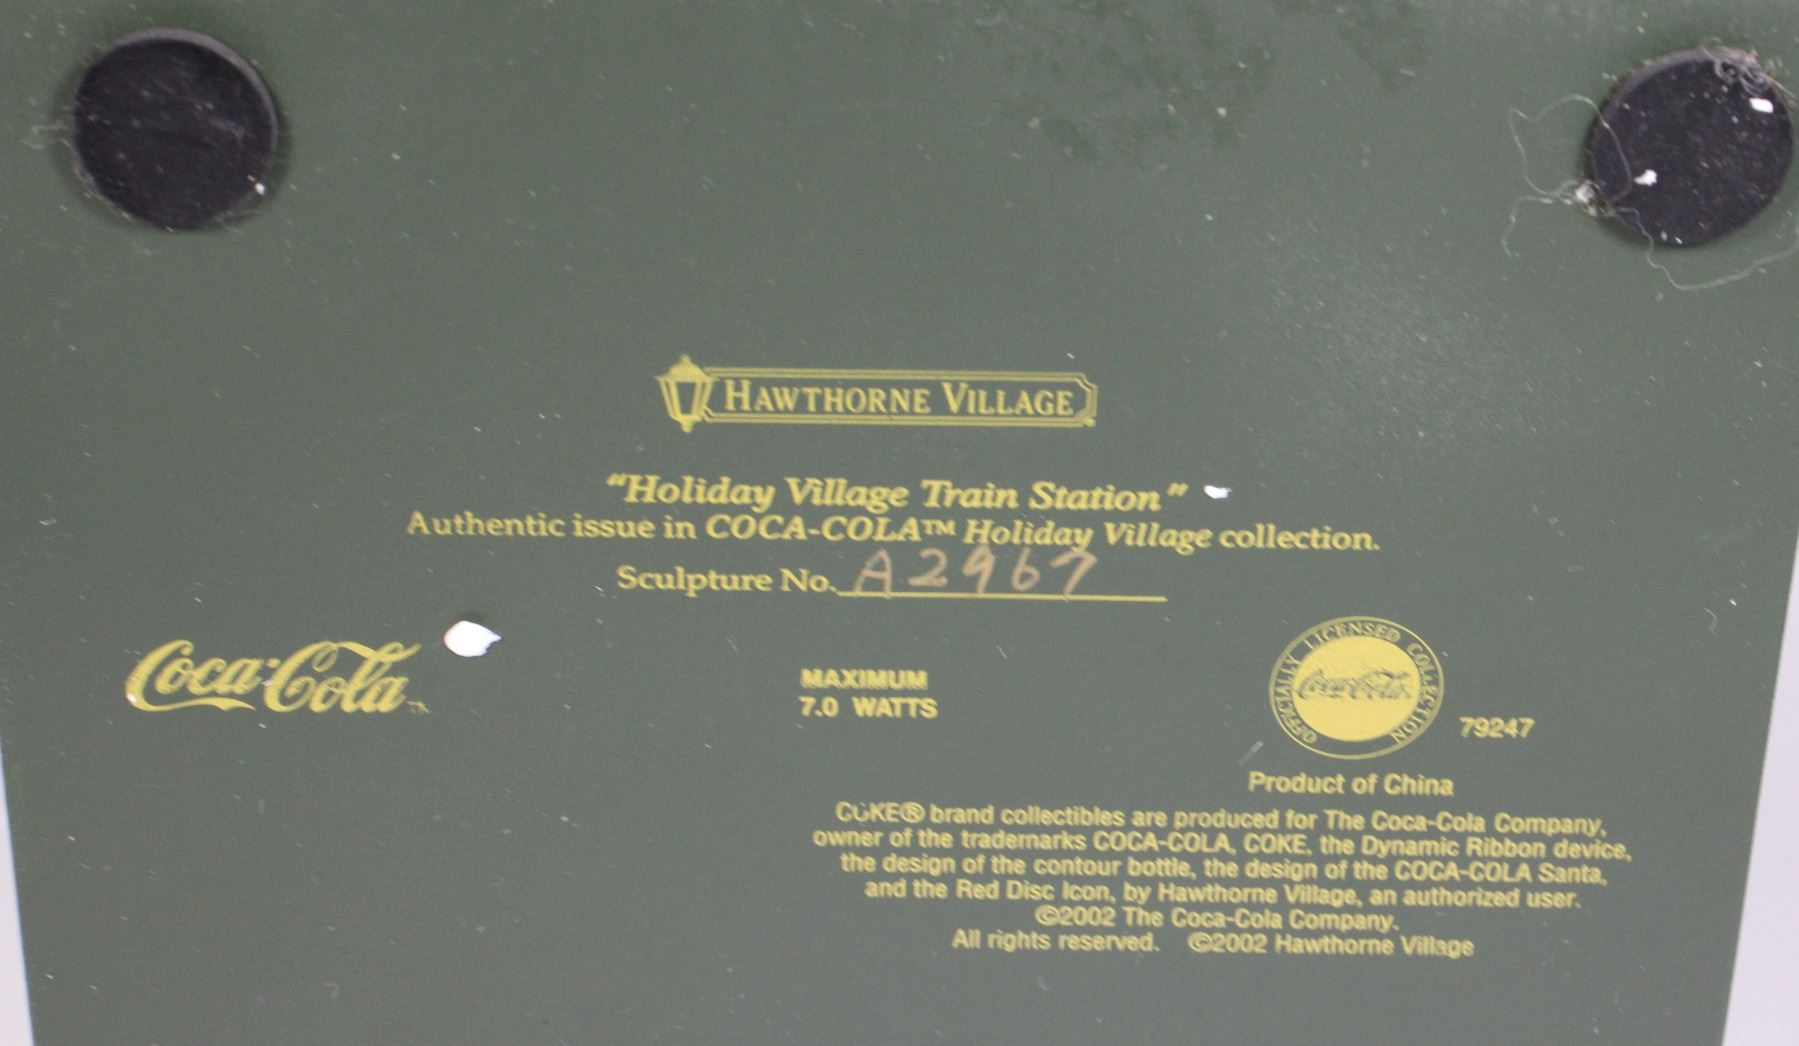 HAWTHORNE VILLAGE
"Holiday Village Train Station"
Authentic issue in COCA-COLA™ Holiday Village collection.
Sculpture No. A2967
Coca-Cola ™
MAXIMUM
7.0 WATTS
OFFICIALLY LICENSED COLLECTION
Coca-Cola
79247
Product of China
COKE® brand collectibles are produced for The Coca-Cola Company,
owner of the trademarks COCA-COLA, COKE, the Dynamic Ribbon device,
the design of the contour bottle, the design of the COCA-COLA Santa,
and the Red Disc Icon, by Hawthorne Village, an authorized user.
©2002 The Coca-Cola Company.
All rights reserved. ©2002 Hawthorne Village